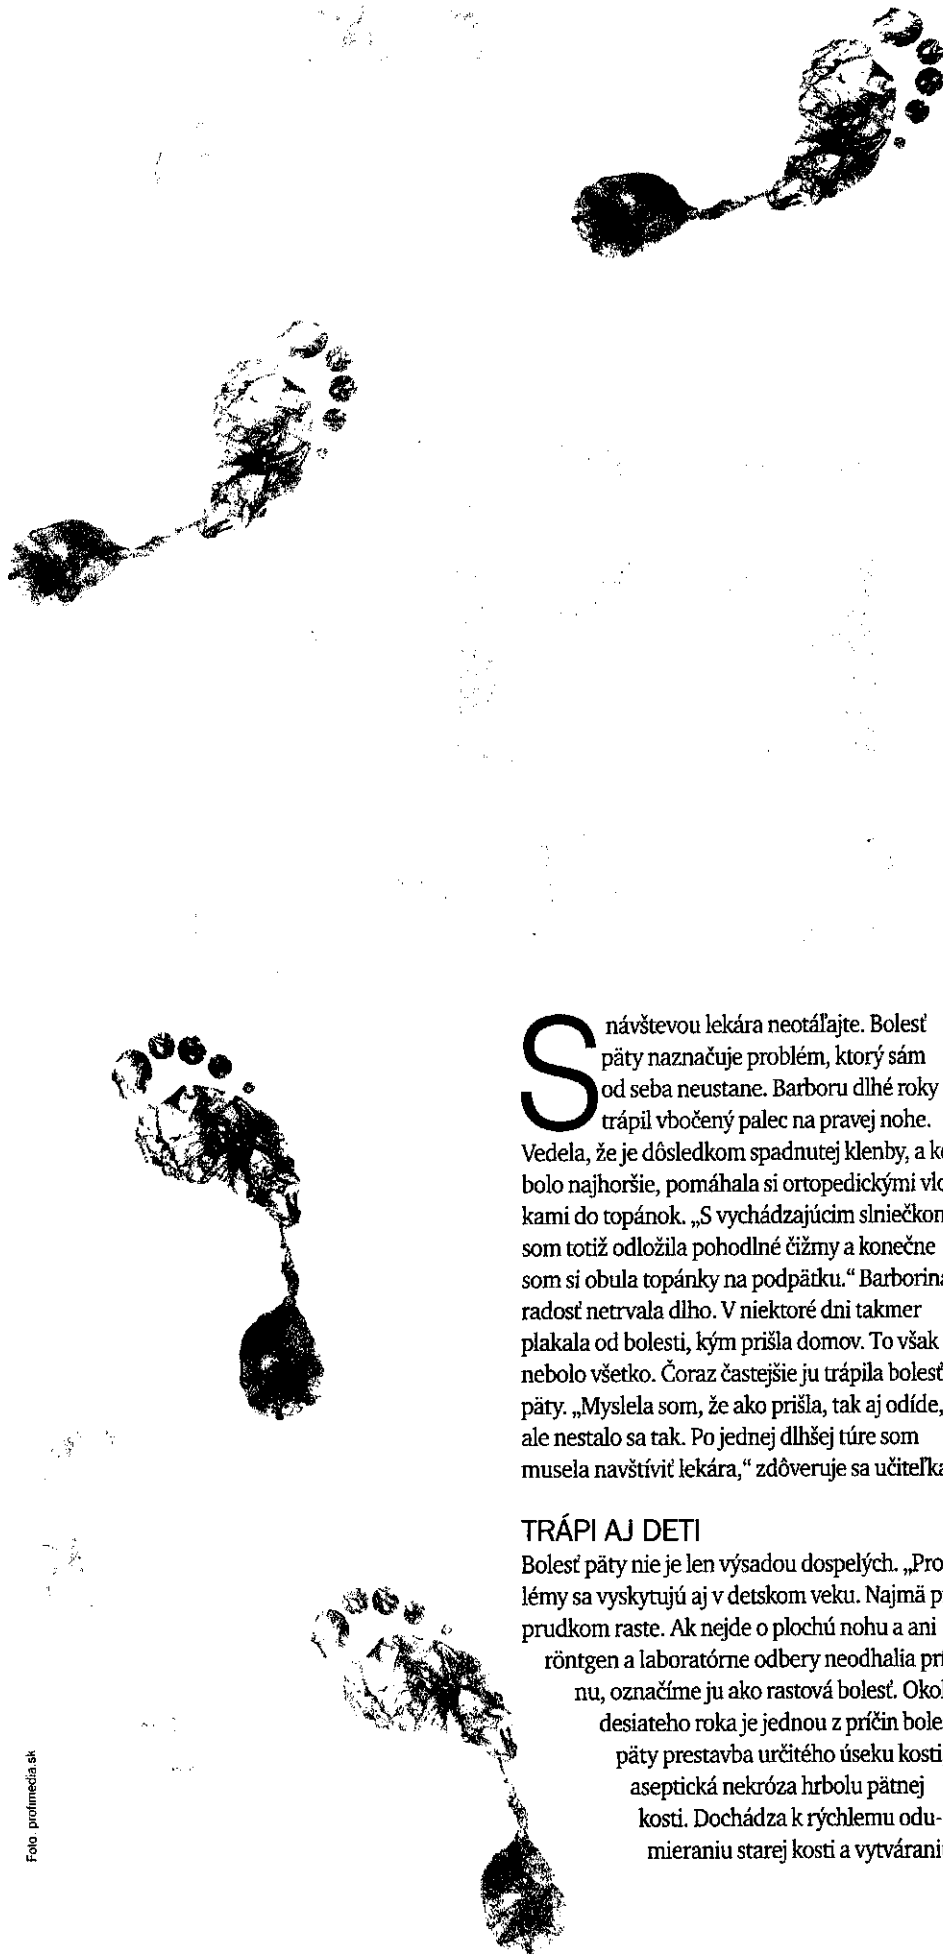 S návštevou lekára neotáľajte. Bolesť
päty naznačuje problém, ktorý sám
od seba neustane. Barboru dlhé roky
trápil vbočený palec na pravej nohe.
Vedela, že je dôsledkom spadnutej klenby, a
bolo najhoršie, pomáhala si ortopedickými
kami do topánok. „S vychádzajúcim
som totiž odložila pohodlné čižmy a konečne
som si obula topánky na podpätku.“
radosť netrvala dlho. V niektoré dni takmer
plakala od bolesti, kým prišla domov. To však
nebolo všetko. Čoraz častejšie ju trápila bolesť
päty. „Myslela som, že ako prišla, tak aj odíde,
ale nestalo sa tak. Po jednej dlhšej túre som
musela navštíviť lekára,“ zdôveruje sa učiteľka
TRÁPI AJ DETI
Bolesť päty nie je len výsadou dospelých.
lémy sa vyskytujú aj v detskom veku. Najmä
prudkom raste. Ak nejde o plochú nohu a ani
röntgen a laboratórne odbery neodhalia
nu, označíme ju ako rastová bolesť.
desiateho roka je jednou z príčin
päty prestavba určitého úseku kosti
aseptická nekróza hrbolu pätnej
kosti. Dochádza k rýchlemu odu-
mieraniu starej kosti a
Foto: profimedia.sk